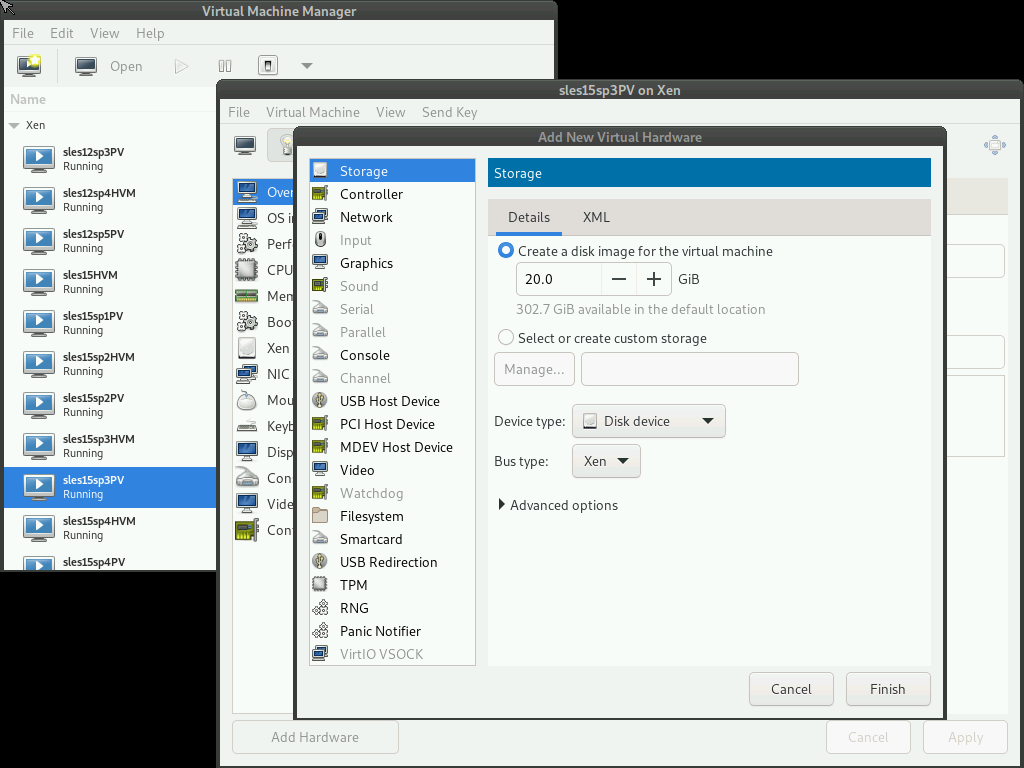 Virtual Machine Manager
File Edit View Help
Open
Name
Xen
sles12sp3PV
Running
sles12sp4HVM
Running
sles12sp5PV
Running
sles15HVM
Running
sles15sp1PV
Running
sles15sp2HVM
Running
sles15sp2PV
Running
sles15sp3HVM
Running
sles15sp3PV
Running
sles15sp4HVM
Running
sles15sp4PV
sles15sp3PV on Xen
File Virtual Machine View Send Key
Over
OS in
Perf
CPU
Mem
Boo
Xen
NIC
Mou
Keyb
Disp
Con
Vide
Con
Add Hardware
Cancel
Apply
Add New Virtual Hardware
Storage
Controller
Network
Input
Graphics
Sound
Serial
Parallel
Console
Channel
USB Host Device
PCI Host Device
MDEV Host Device
Video
Watchdog
Filesystem
Smartcard
USB Redirection
TPM
RNG
Panic Notifier
VirtIO VSOCK
Storage
Details XML
Create a disk image for the virtual machine
20.0 GiB
302.7 GiB available in the default location
Select or create custom storage
Manage...
Device type: Disk device
Bus type: Xen
Advanced options
Cancel
Finish